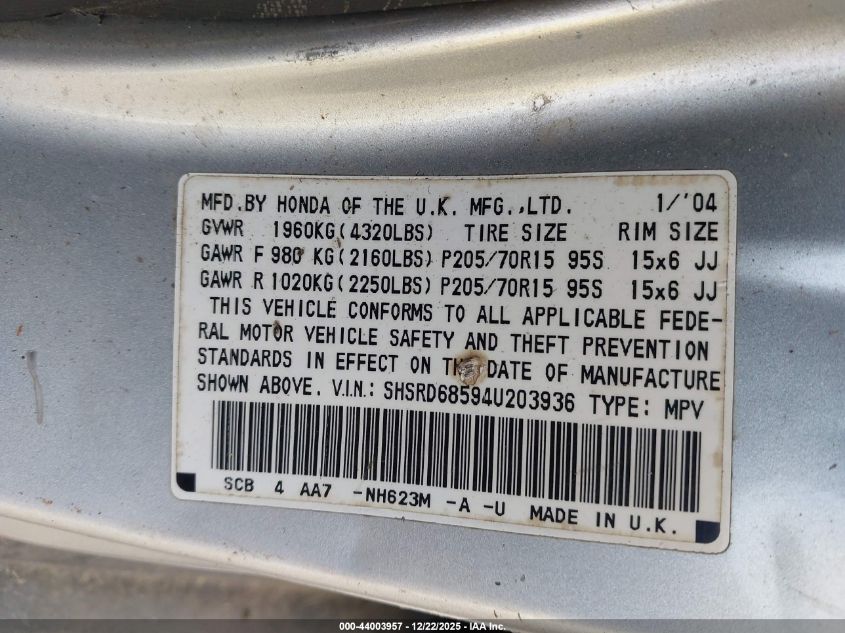 MFD.BY HONDA OF THE U.K. MFG.,LTD. 1/'04
GVWR 1960KG(4320LBS) TIRE SIZE RIM SIZE
GAWR F 980 KG(2160LBS) P205/70R15 95S 15x6 JJ
GAWR R 1020KG(2250LBS) P205/70R15 95S 15x6 JJ
THIS VEHICLE CONFORMS TO ALL APPLICABLE FEDE-
RAL MOTOR VEHICLE SAFETY AND THEFT PREVENTION
STANDARDS IN EFFECT ON THE DATE OF MANUFACTURE
SHOWN ABOVE. V.I.N.: SHSRD68594U203936 TYPE: MPV
SCB 4 AA7 -NH623M -A -U MADE IN U.K.
000-44003957 - 12/22/2025 - IAA Inc.